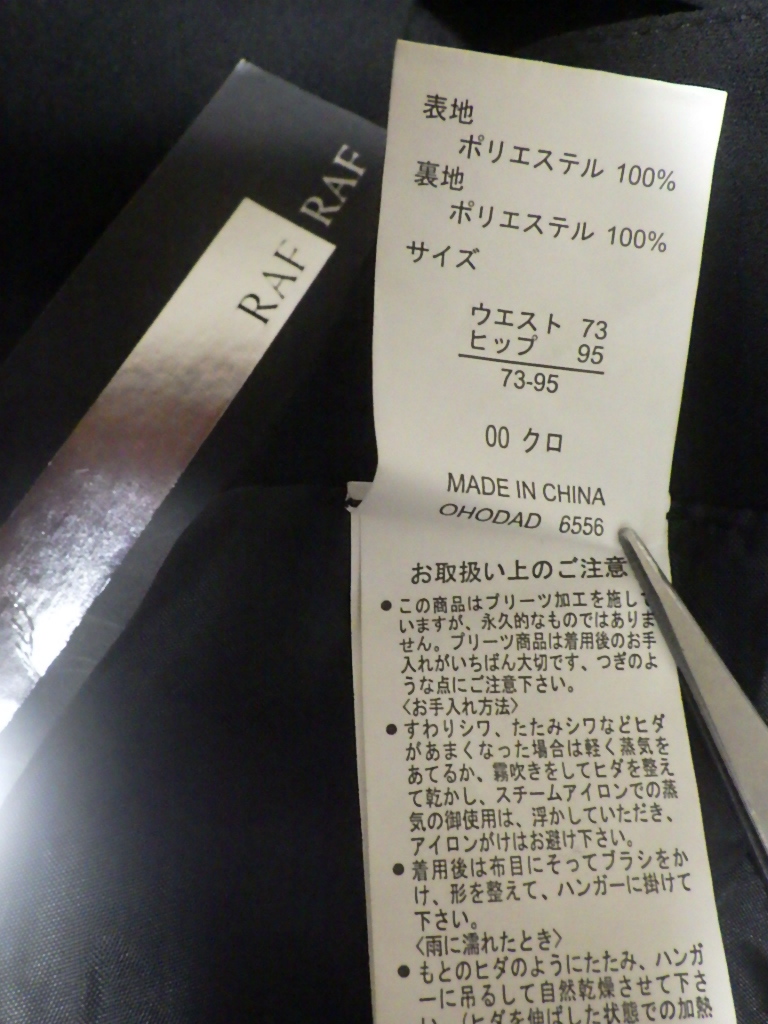 RAF
RAF
表地
ポリエステル 100%
裏地
ポリエステル 100%
サイズ
ウエスト 73
ヒップ 95
73-95
00 クロ
MADE IN CHINA
OHODAD 6556
お取扱い上のご注意
●この商品はプリーツ加工を施して
いますが、永久的なものではありま
せん。プリーツ商品は着用後のお手
入れがいちばん大切です、つぎのよ
うな点にご注意下さい。
〈お手入れ方法〉
●すわりシワ、たたみシワなどヒダ
があまくなった場合は軽く蒸気を
あてるか、霧吹きをしてヒダを整え
て乾かし、スチームアイロンでの蒸
気の御使用は、浮かしていただき、
アイロンがけはお避け下さい。
●着用後は布目にそってブラシをか
け、形を整えて、ハンガーに掛けて
下さい。
〈雨に濡れたとき〉
●もとのヒダのようにたたみ、ハンガ
ーに吊るして自然乾燥させて下さ
い。(ヒダを伸ばした状態での加熱